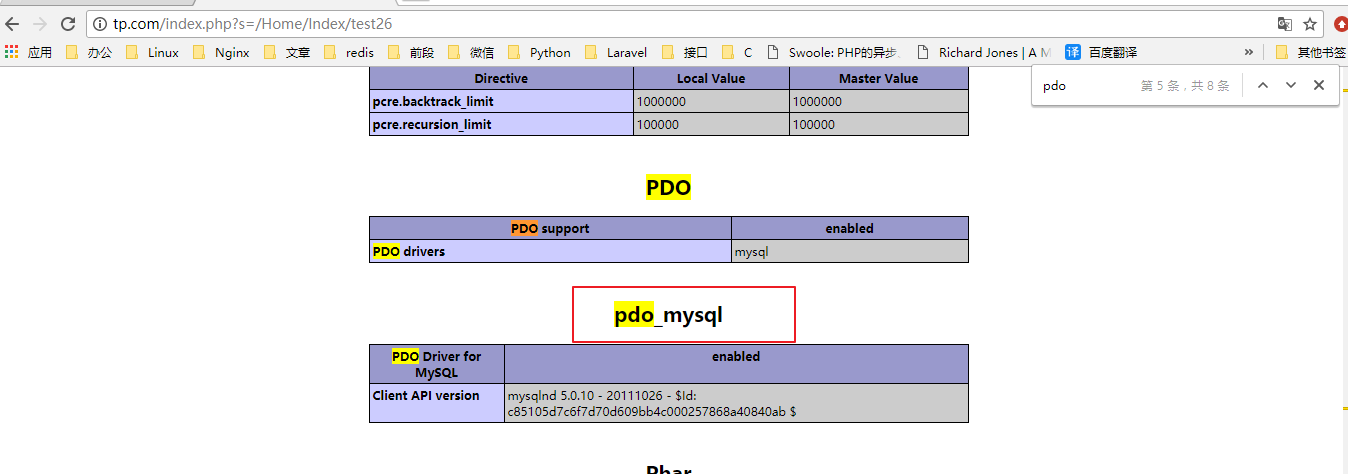 tp.com/index.php?s=/Home/Index/test26
应用 办公 Linux Nginx 文章 redis 前段 微信 Python Laravel 接口 C Swoole: PHP的异步 Richard Jones | A M 译 百度翻译 » 其他书签
pdo 第 5 条，共 8 条
Directive Local Value Master Value
pcre.backtrack_limit 1000000 1000000
pcre.recursion_limit 100000 100000
PDO
PDO support enabled
PDO drivers mysql
pdo_mysql
PDO Driver for MySQL enabled
Client API version mysqlnd 5.0.10 - 20111026 - $Id:
c85105d7c6f7d70d609bb4c000257868a40840ab $
Phar